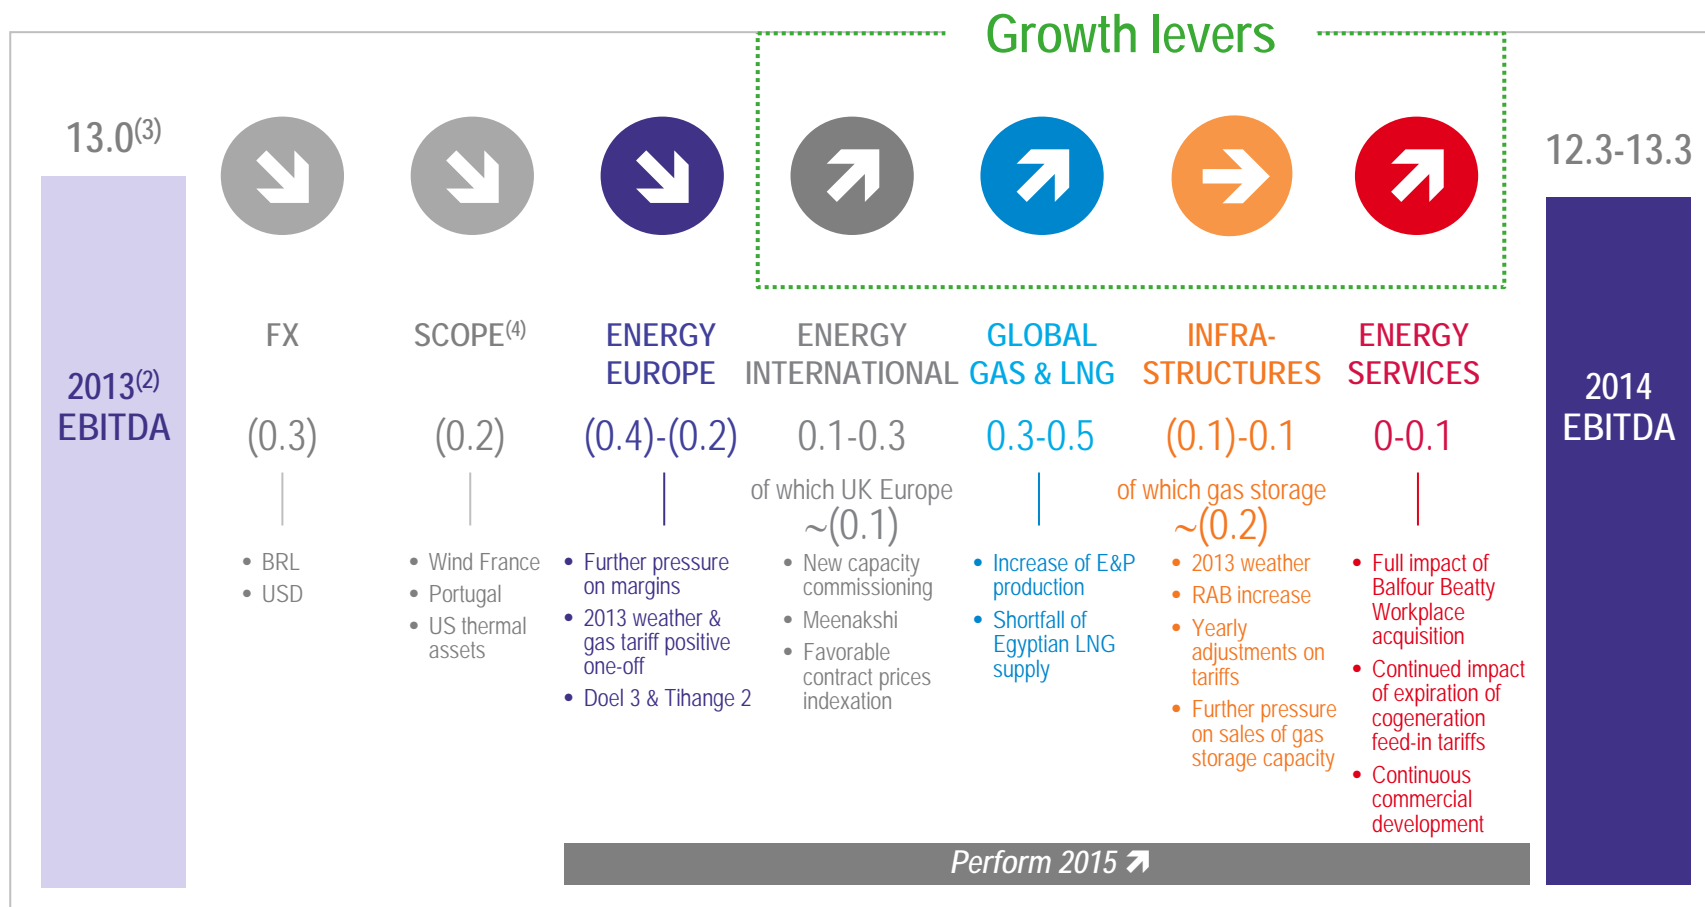 Growth levers
13.0(3)
12.3-13.3
2013(2)
EBITDA
FX
(0.3)
• BRL
• USD
SCOPE(4)
(0.2)
• Wind France
• Portugal
• US thermal
assets
ENERGY
EUROPE
(0.4)-(0.2)
• Further pressure
on margins
• 2013 weather &
gas tariff positive
one-off
• Doel 3 & Tihange 2
ENERGY
INTERNATIONAL
0.1-0.3
of which UK Europe
~(0.1)
• New capacity
commissioning
• Meenakshi
• Favorable
contract prices
indexation
GLOBAL
GAS & LNG
0.3-0.5
• Increase of E&P
production
• Shortfall of
Egyptian LNG
supply
INFRA-
STRUCTURES
(0.1)-0.1
of which gas storage
~(0.2)
• 2013 weather
• RAB increase
• Yearly
adjustments on
tariffs
• Further pressure
on sales of gas
storage capacity
ENERGY
SERVICES
0-0.1
• Full impact of
Balfour Beatty
Workplace
acquisition
• Continued impact
of expiration of
cogeneration
feed-in tariffs
• Continuous
commercial
development
2014
EBITDA
Perform 2015